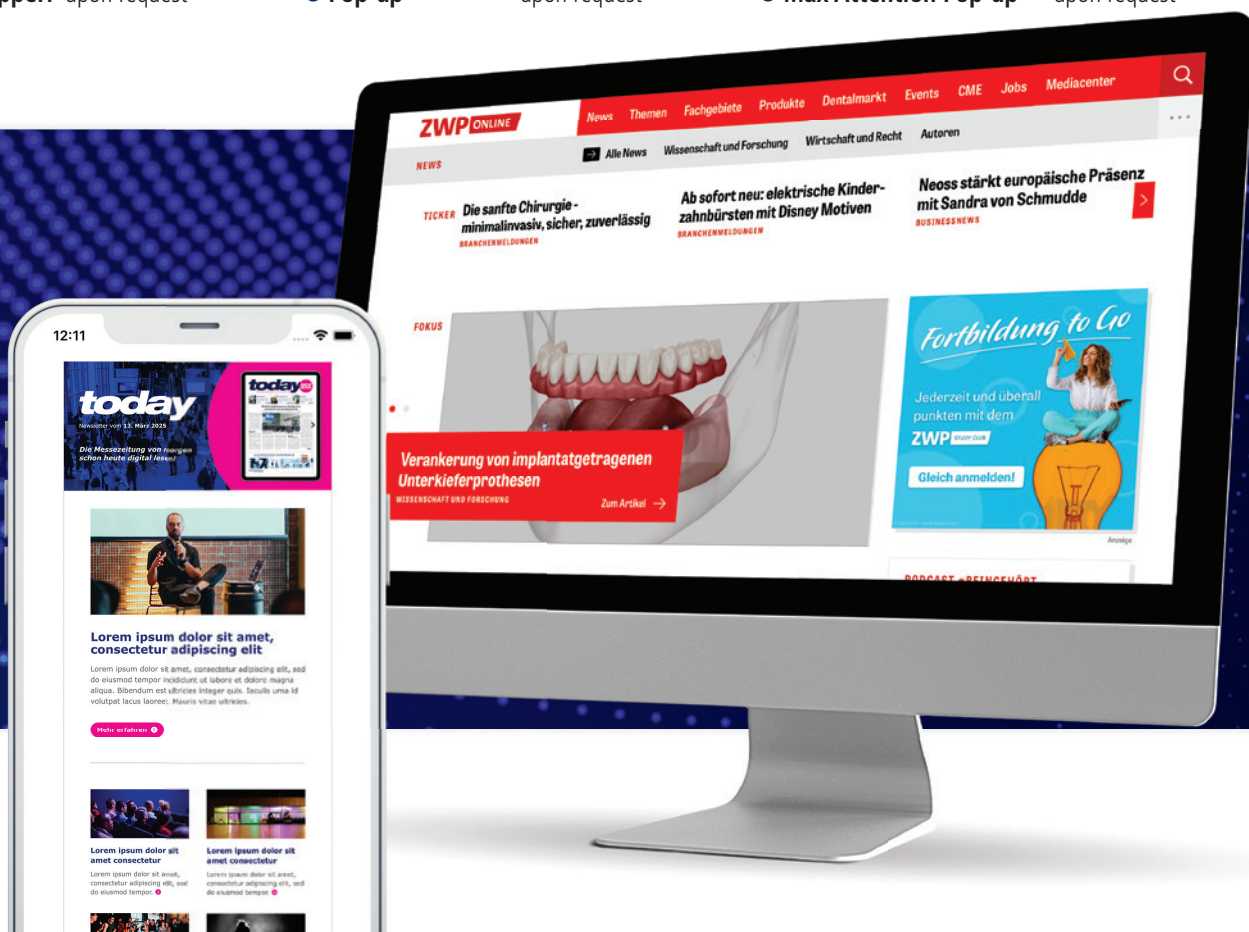 Pop-up upon request
max Attention Pop-up upon request
upon request
ZWP ONLINE
News Themen Fachgebiete Produkte Dentalmarkt Events CME Jobs Mediacenter
NEWS
Alle News Wissenschaft und Forschung Wirtschaft und Recht Autoren
TICKER
Die sanfte Chirurgie -
minimalinvasiv, sicher, zuverlässig
BRANCHENMELDUNGEN
Ab sofort neu: elektrische Kinder-
zahnbürsten mit Disney Motiven
BRANCHENMELDUNGEN
Neoss stärkt europäische Präsenz
mit Sandra von Schmudde
BUSINESSNEWS
FOKUS
Verankerung von implantatgetragenen
Unterkieferprothesen
WISSENSCHAFT UND FORSCHUNG
Zum Artikel
Fortbildung to Go
Jederzeit und überall
punkten mit dem
ZWP STUDY CLUB
Gleich anmelden!
Anzeige
12:11
today
Newsletter vom 13. März 2025
Die Messezeitung von morgen
schon heute digital lesen!
today
Lorem ipsum dolor sit amet,
consectetur adipiscing elit
Lorem ipsum dolor sit amet, consectetur adipiscing elit, sed
do eiusmod tempor incididunt ut labore et dolore magna
aliqua. Bibendum est ultricies integer quis. Iaculis urna id
volutpat lacus laoreet. Mauris vitae ultricies.
Mehr erfahren
Lorem ipsum dolor sit
amet consectetur
Lorem ipsum dolor sit amet,
consectetur adipiscing elit, sed
do eiusmod tempor.
Lorem ipsum dolor sit
amet consectetur
Lorem ipsum dolor sit amet,
consectetur adipiscing elit, sed
do eiusmod tempor.